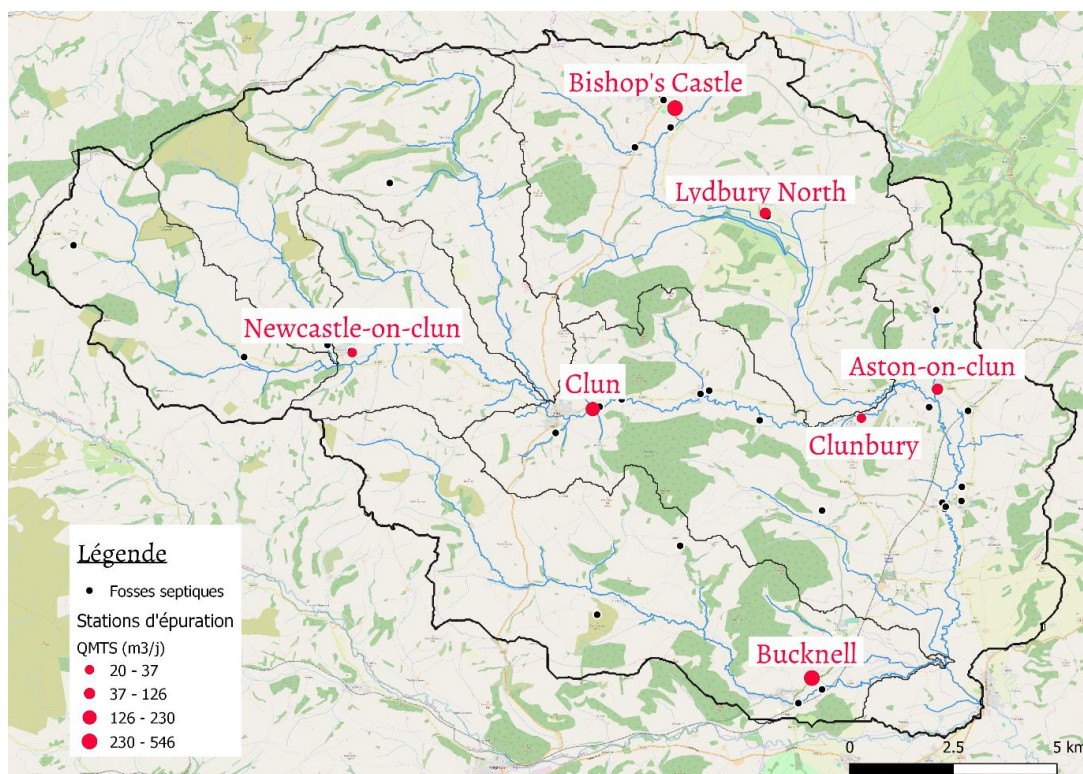 Bishop's Castle
Lydbury North
Newcastle-on-clun
Aston-on-clun
Clun
Clunbury
Bucknell
Légende
Fosses septiques
Stations d'épuration
QMTS (m3/j)
20 - 37
37 - 126
126 - 230
230 - 546
0 2.5 5 km